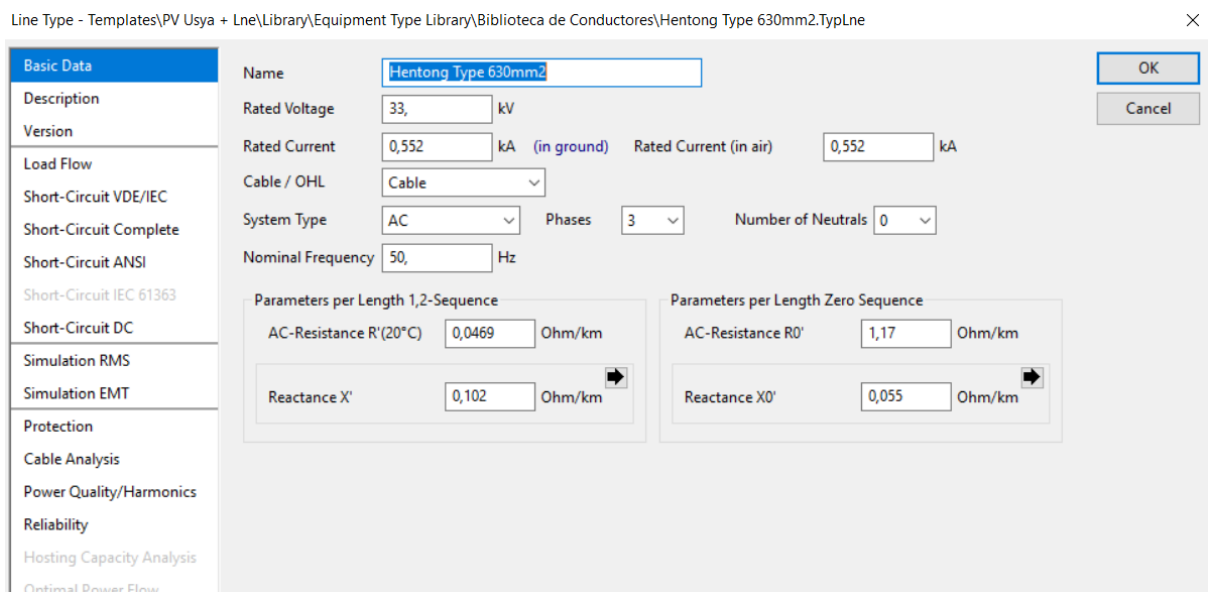 Line Type - Templates\PV Usya + Lne\Library\Equipment Type Library\Biblioteca de Conductores\Hentong Type 630mm2.TypLne
Basic Data
Description
Version
Load Flow
Short-Circuit VDE/IEC
Short-Circuit Complete
Short-Circuit ANSI
Short-Circuit IEC 61363
Short-Circuit DC
Simulation RMS
Simulation EMT
Protection
Cable Analysis
Power Quality/Harmonics
Reliability
Hosting Capacity Analysis
Optimal Power Flow
Name Hentong Type 630mm2
Rated Voltage 33, kV
Rated Current 0,552 kA (in ground) Rated Current (in air) 0,552 kA
Cable / OHL Cable
System Type AC Phases 3 Number of Neutrals 0
Nominal Frequency 50, Hz
Parameters per Length 1,2-Sequence
AC-Resistance R'(20°C) 0,0469 Ohm/km
Reactance X' 0,102 Ohm/km
Parameters per Length Zero Sequence
AC-Resistance R0' 1,17 Ohm/km
Reactance X0' 0,055 Ohm/km
OK
Cancel